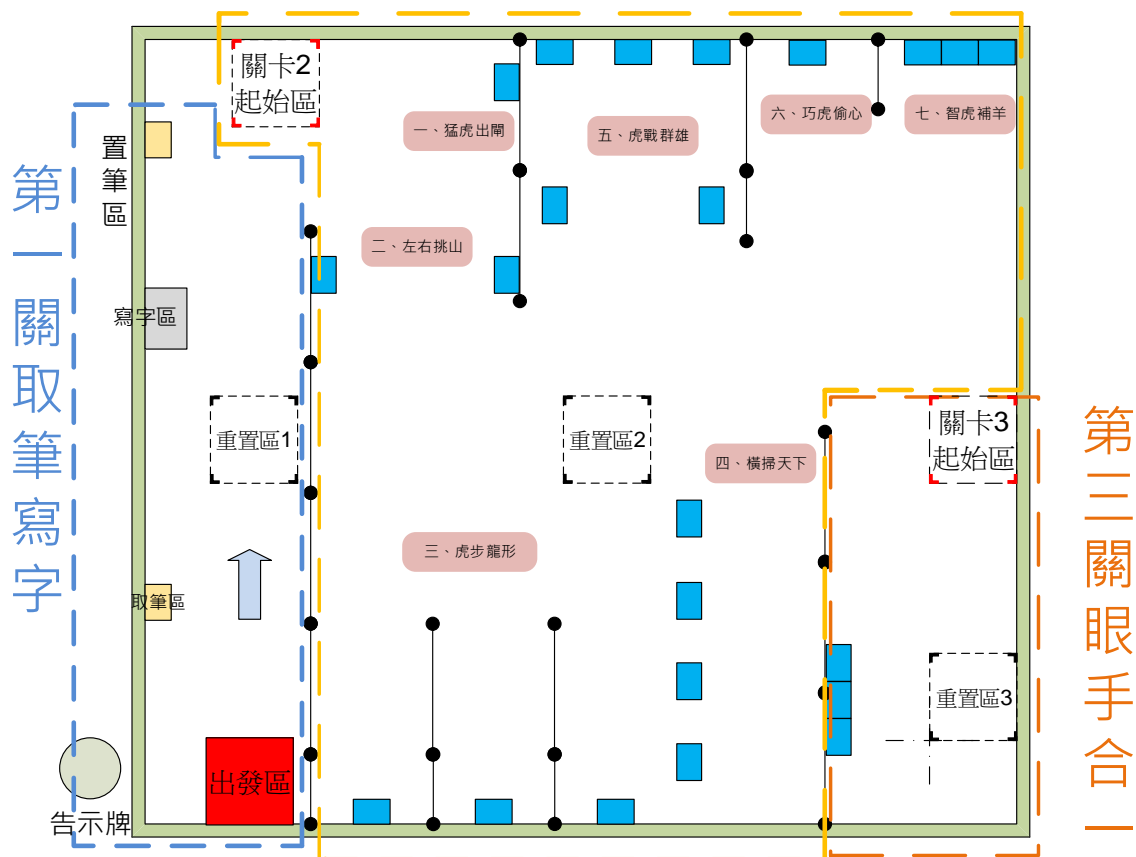 第一關取筆寫字
關卡2
起始區
置筆區
一、猛虎出閘
五、虎戰群雄
六、巧虎偷心
七、智虎補羊
二、左右挑山
寫字區
重置區1
重置區2
四、橫掃天下
關卡3
起始區
三、虎步龍形
取筆區
重置區3
出發區
告示牌
第三關眼手合一